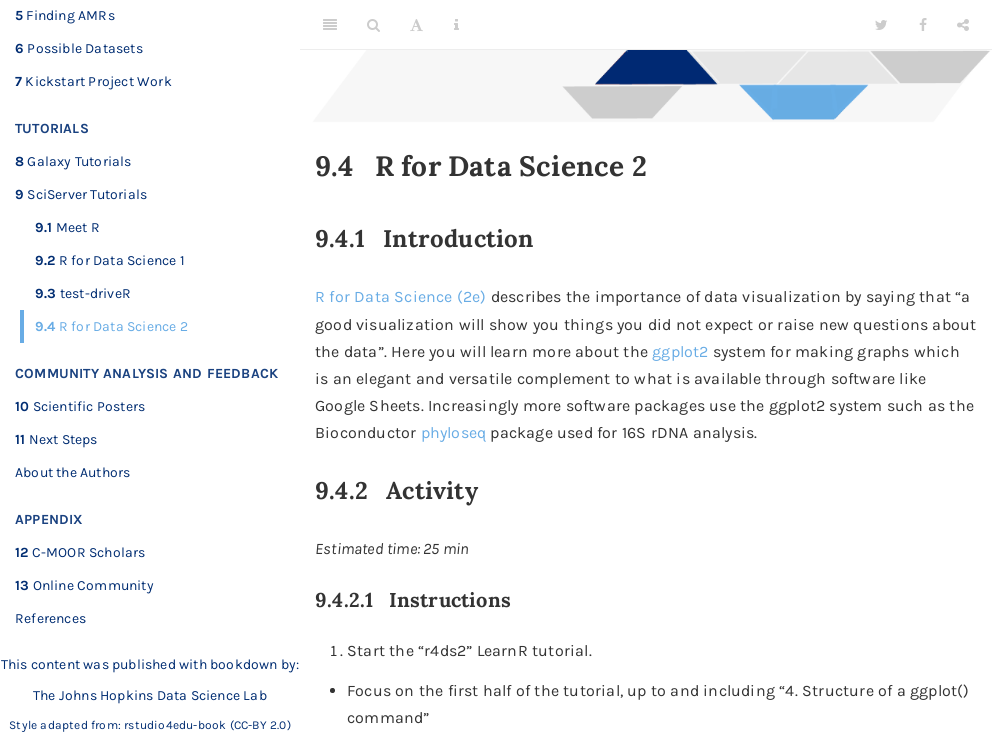 5 Finding AMRs
6 Possible Datasets
7 Kickstart Project Work
TUTORIALS
8 Galaxy Tutorials
9 SciServer Tutorials
9.1 Meet R
9.2 R for Data Science 1
9.3 test-driveR
9.4 R for Data Science 2
COMMUNITY ANALYSIS AND FEEDBACK
10 Scientific Posters
11 Next Steps
About the Authors
APPENDIX
12 C-MOOR Scholars
13 Online Community
References
This content was published with bookdown by:
The Johns Hopkins Data Science Lab
Style adapted from: rstudio4edu-book (CC-BY 2.0)
9.4 R for Data Science 2
9.4.1 Introduction
R for Data Science (2e) describes the importance of data visualization by saying that “a
good visualization will show you things you did not expect or raise new questions about
the data”. Here you will learn more about the ggplot2 system for making graphs which
is an elegant and versatile complement to what is available through software like
Google Sheets. Increasingly more software packages use the ggplot2 system such as the
Bioconductor phyloseq package used for 16S rDNA analysis.
9.4.2 Activity
Estimated time: 25 min
9.4.2.1 Instructions
1. Start the “r4ds2” LearnR tutorial.
• Focus on the first half of the tutorial, up to and including “4. Structure of a ggplot()
command”